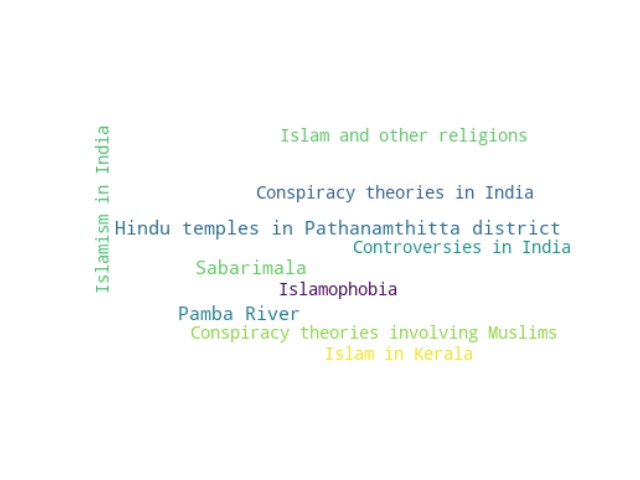 Islamism in India
Islam and other religions
Conspiracy theories in India
Hindu temples in Pathanamthitta district
Controversies in India
Sabarimala
Islamophobia
Pamba River
Conspiracy theories involving Muslims
Islam in Kerala